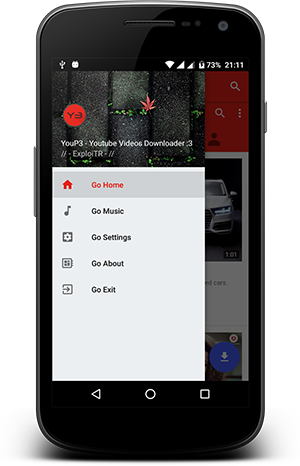 73% 21:11
Y3
YouP3 - Youtube Videos Downloader :3
// - ExploiTR - //
Go Home
Go Music
Go Settings
Go About
Go Exit
1:01
ed cars.